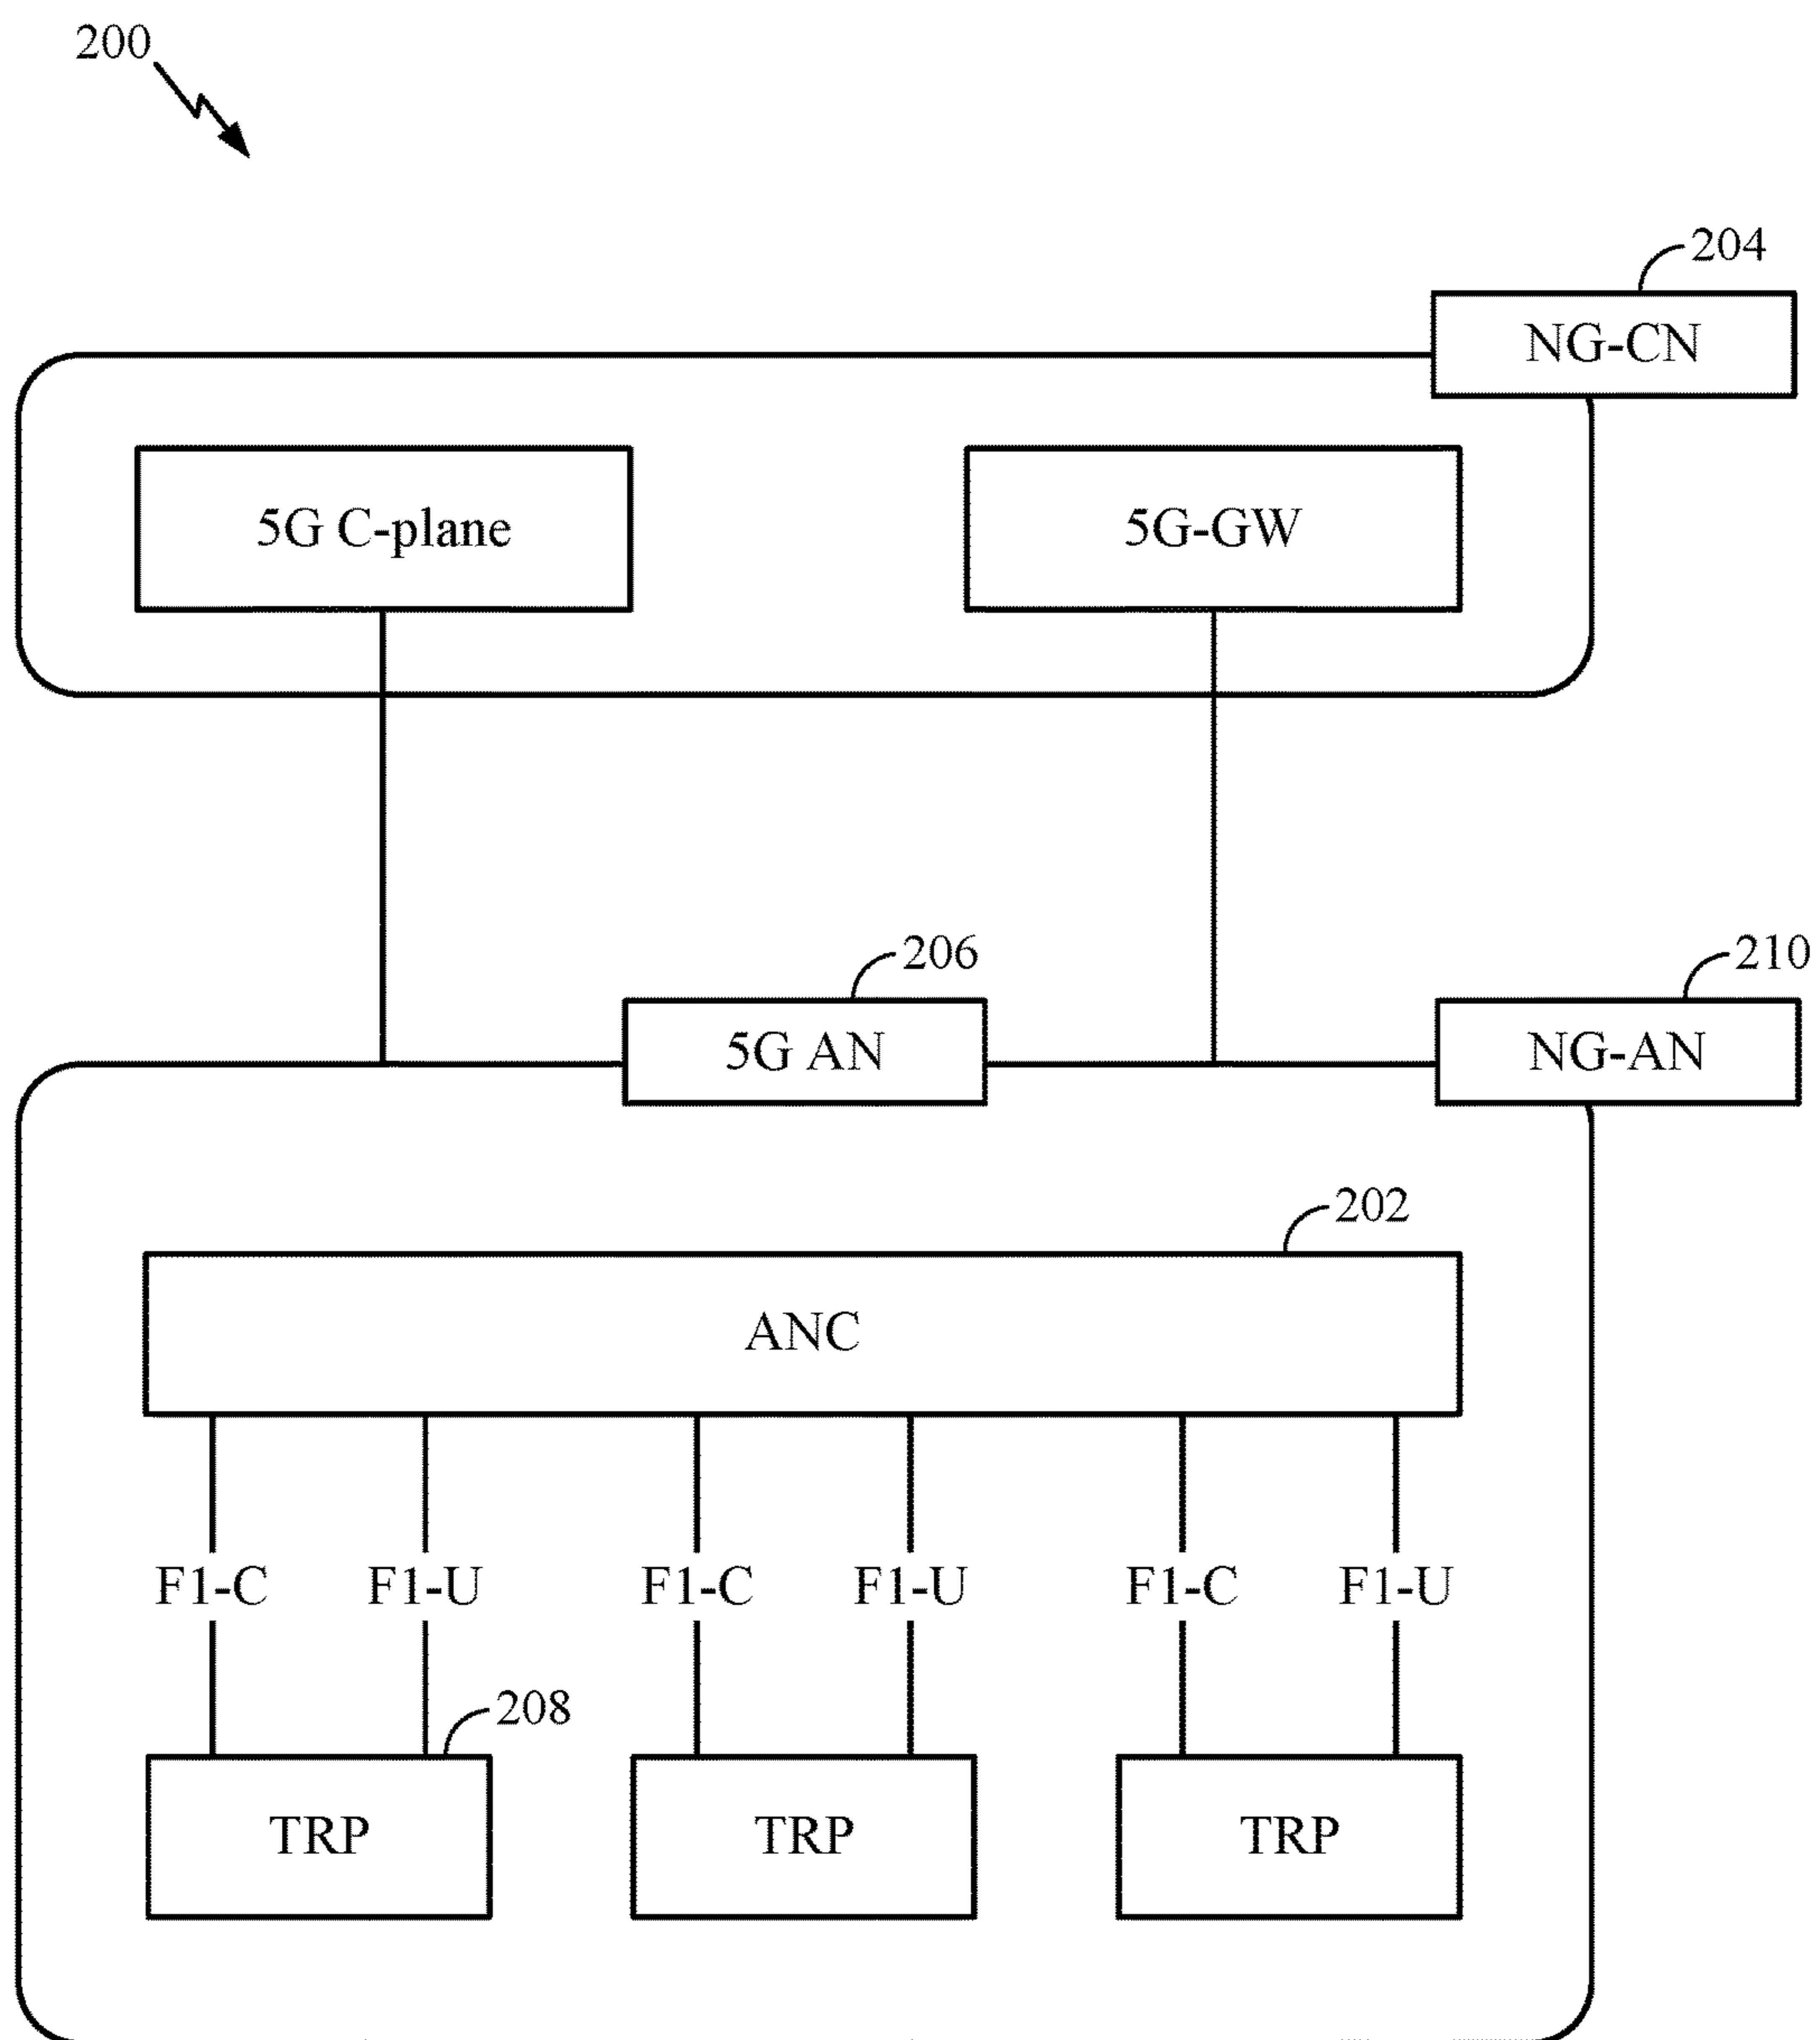 200
204
NG-CN
5G C-plane
5G-GW
206
210
5G AN
NG-AN
202
ANC
F1-C F1-U F1-C F1-U F1-C F1-U
208
TRP TRP TRP